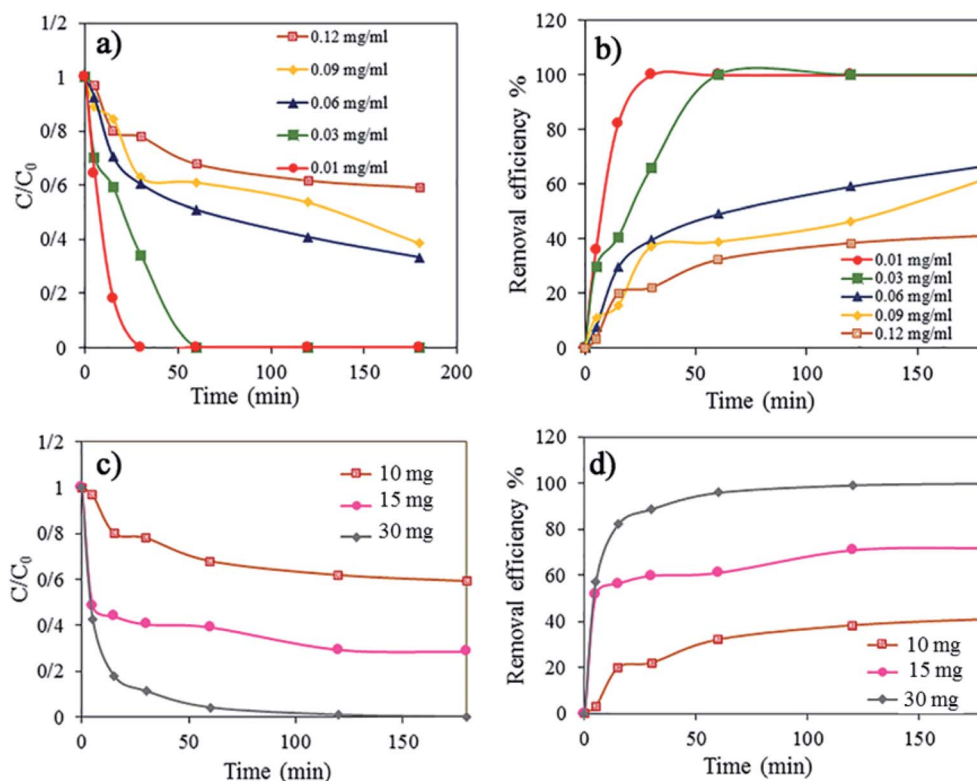 a)
1/2
1
0/8
0/6
0/4
0/2
0
C/C0
0
50
100
150
200
Time (min)
0.12 mg/ml
0.09 mg/ml
0.06 mg/ml
0.03 mg/ml
0.01 mg/ml
b)
120
100
80
60
40
20
0
Removal efficiency %
0
50
100
150
Time (min)
0.01 mg/ml
0.03 mg/ml
0.06 mg/ml
0.09 mg/ml
0.12 mg/ml
c)
1/2
1
0/8
0/6
0/4
0/2
0
C/C0
0
50
100
150
Time (min)
10 mg
15 mg
30 mg
d)
120
100
80
60
40
20
0
Removal efficiency %
0
50
100
150
Time (min)
10 mg
15 mg
30 mg